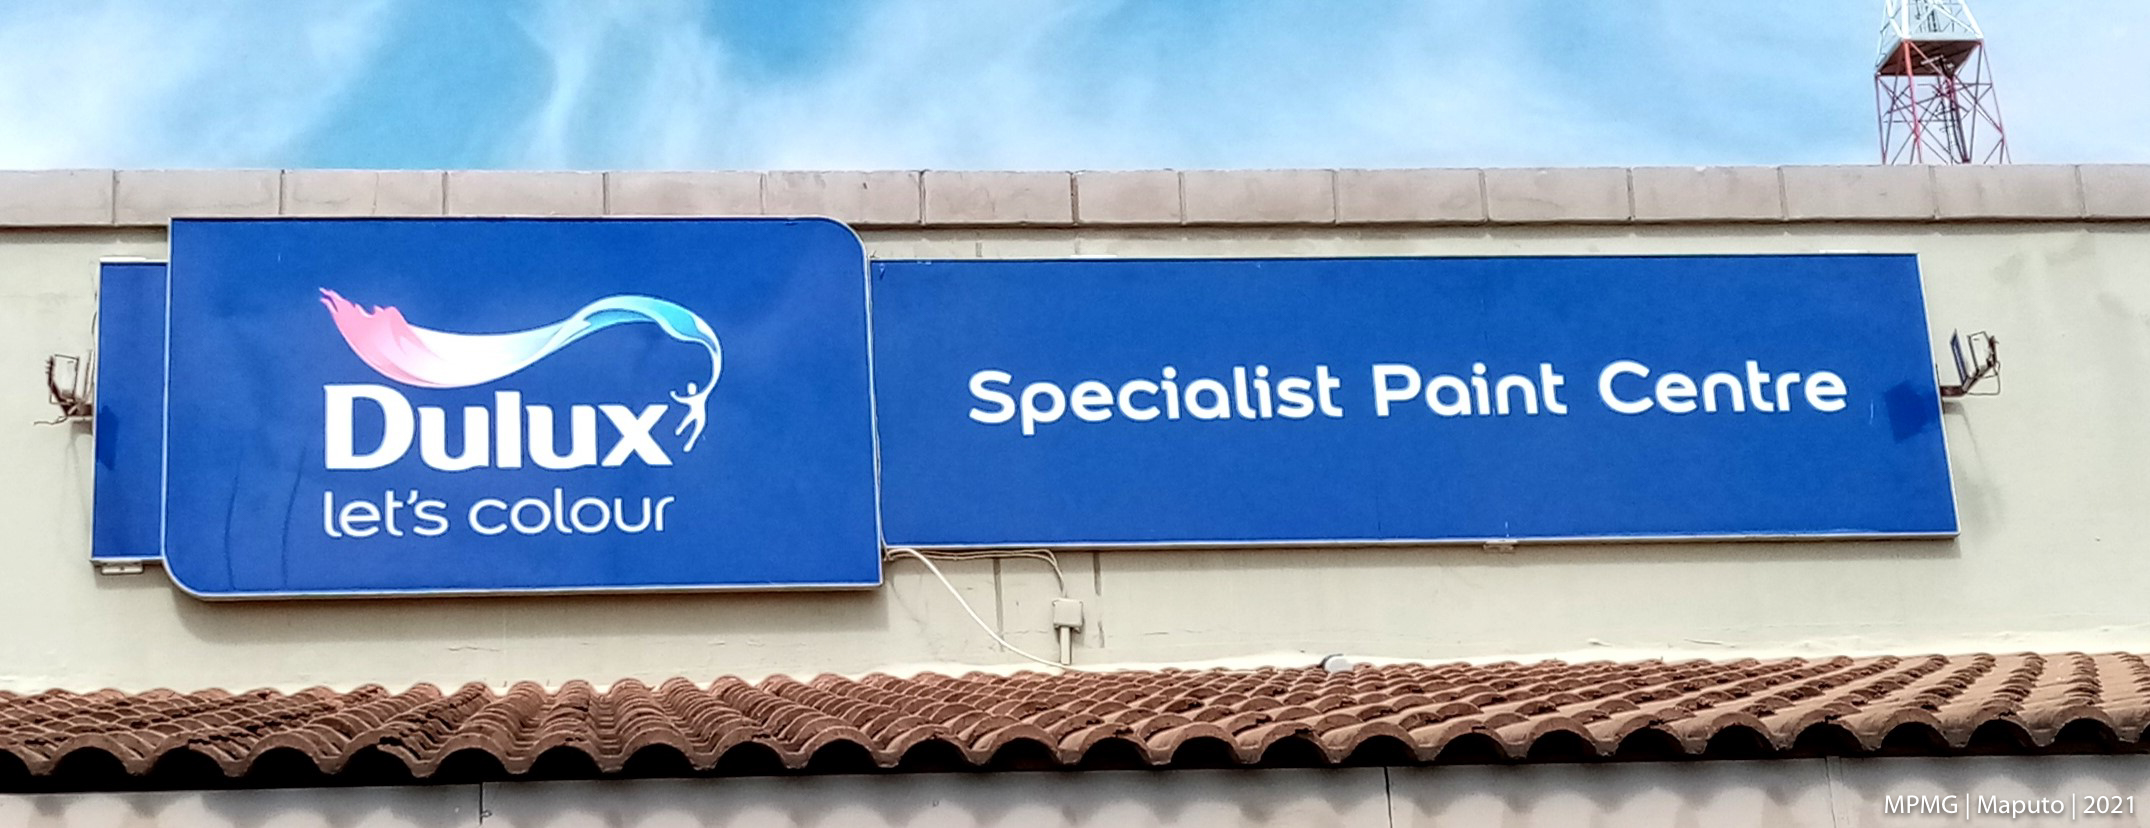 Dulux
let's colour
Specialist Paint Centre
MPMG | Maputo | 2021